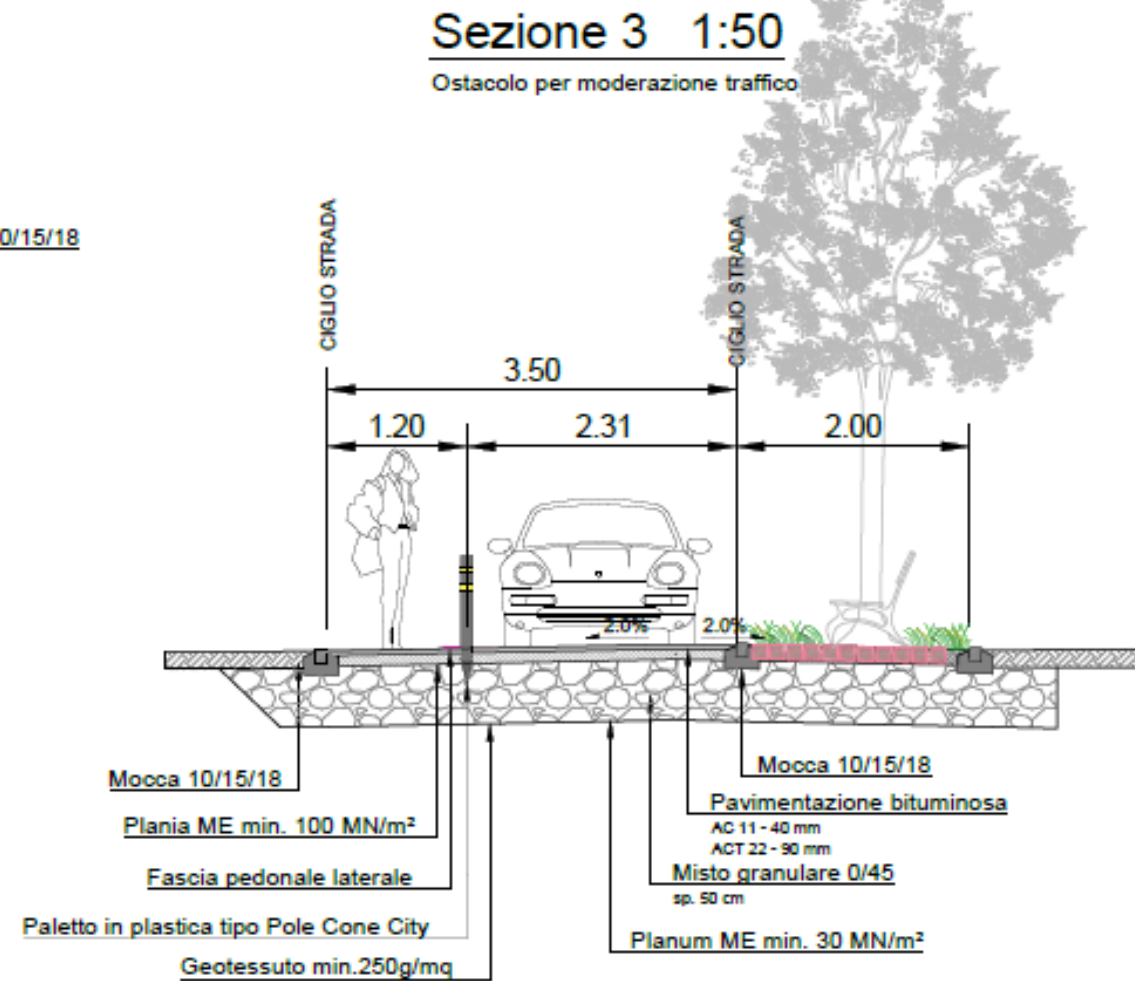 Sezione 3 1:50
Ostacolo per moderazione traffico
0/15/18
CIGLIO STRADA
CIGLIO STRADA
3.50
1.20 2.31 2.00
2.0% 2.0%
Mocca 10/15/18
Plania ME min. 100 MN/m²
Fascia pedonale laterale
Paletto in plastica tipo Pole Cone City
Geotessuto min.250g/mq
Mocca 10/15/18
Pavimentazione bituminosa
AC 11 - 40 mm
ACT 22 - 90 mm
Misto granulare 0/45
sp. 50 cm
Planum ME min. 30 MN/m²